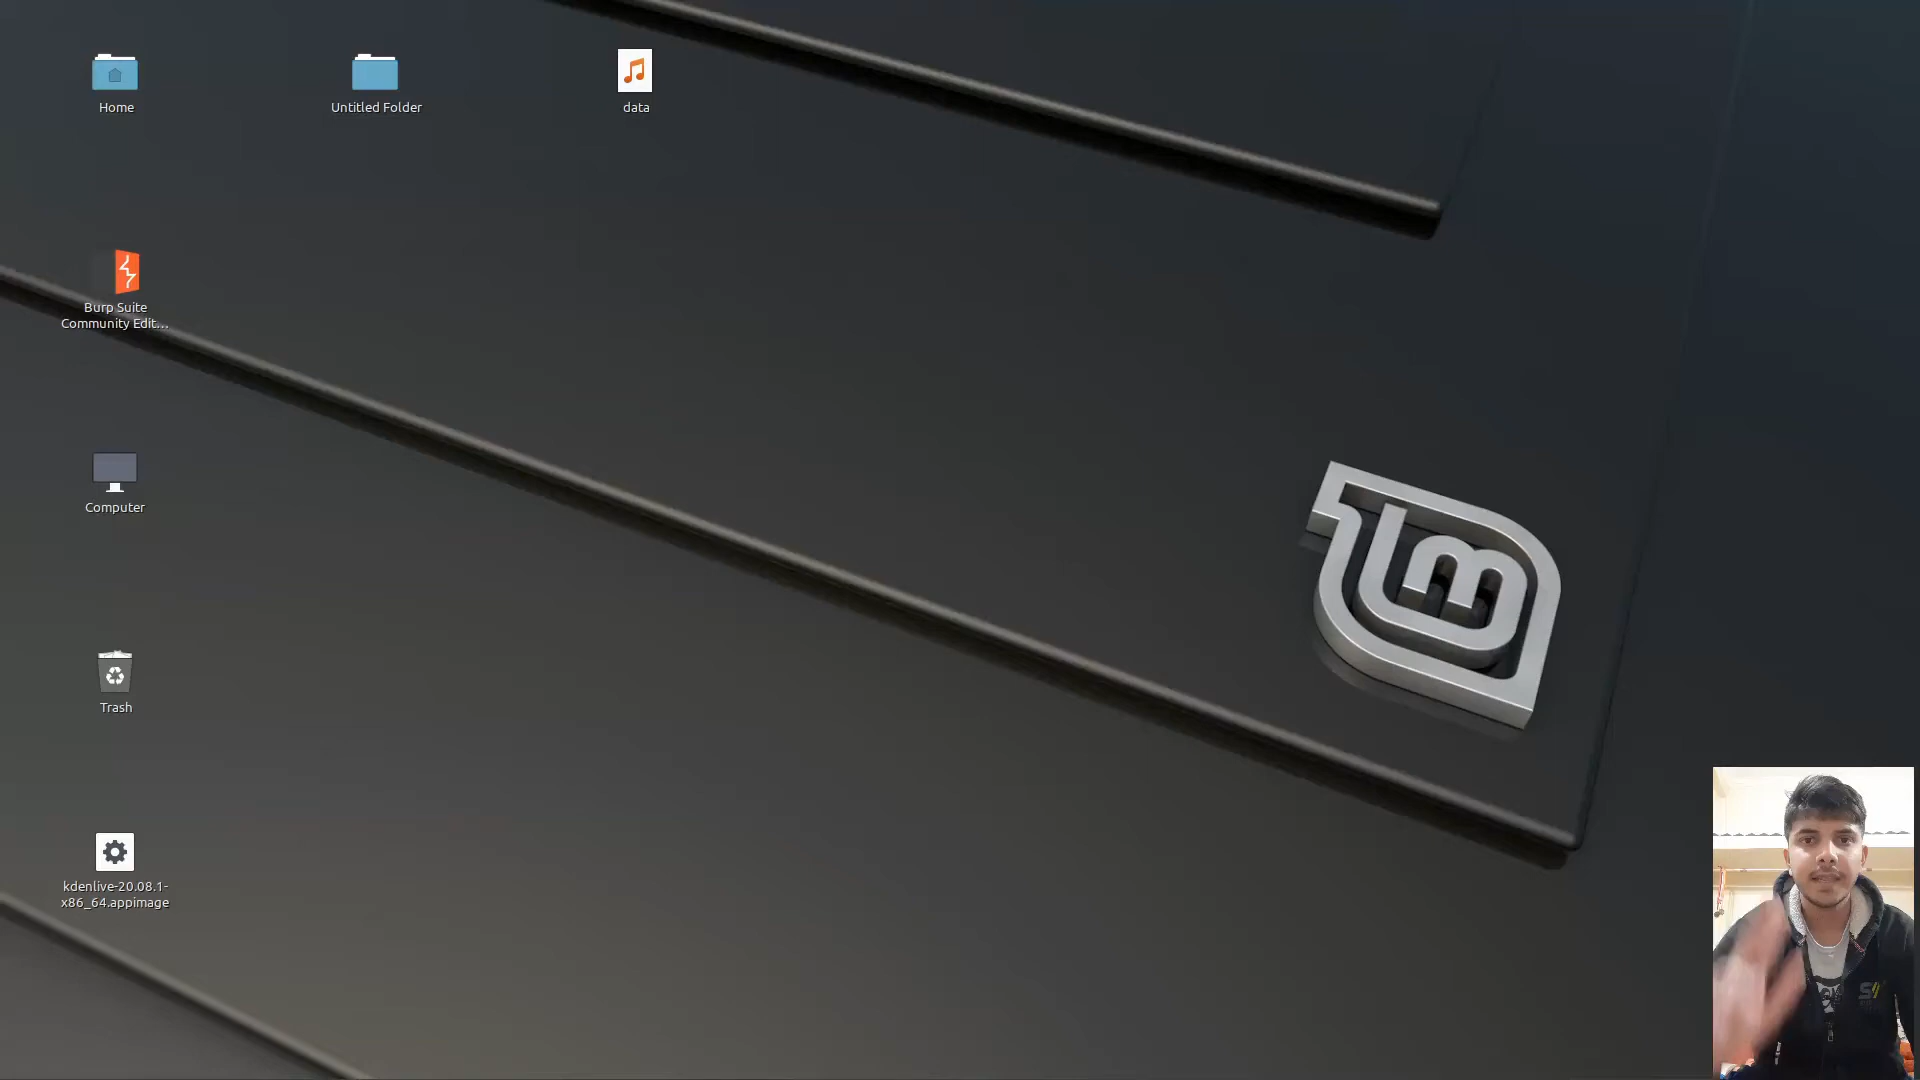 Home
Untitled Folder
data
Burp Suite
Community Edit...
Computer
Trash
kdenlive-20.08.1-
x86_64.appimage